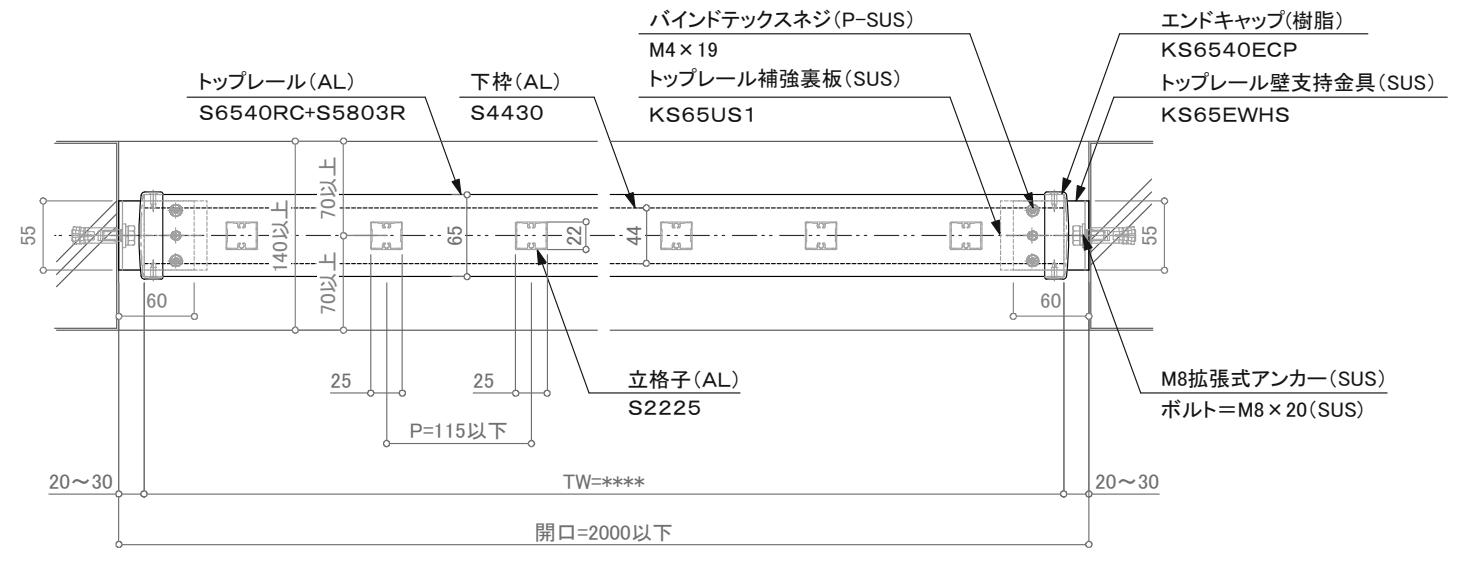 バインドテックスネジ(P-SUS)
M4×19
エンドキャップ(樹脂)
KS6540ECP
トップレール(AL)
S6540RC+S5803R
下枠(AL)
S4430
トップレール補強裏板(SUS)
KS65US1
トップレール壁支持金具(SUS)
KS65EWHS
55
140以上
70以上
70以上
65
22
44
55
60
60
25
25
立格子(AL)
S2225
M8拡張式アンカー(SUS)
ボルト=M8×20(SUS)
P=115以下
20~30
TW=****
20~30
開口=2000以下